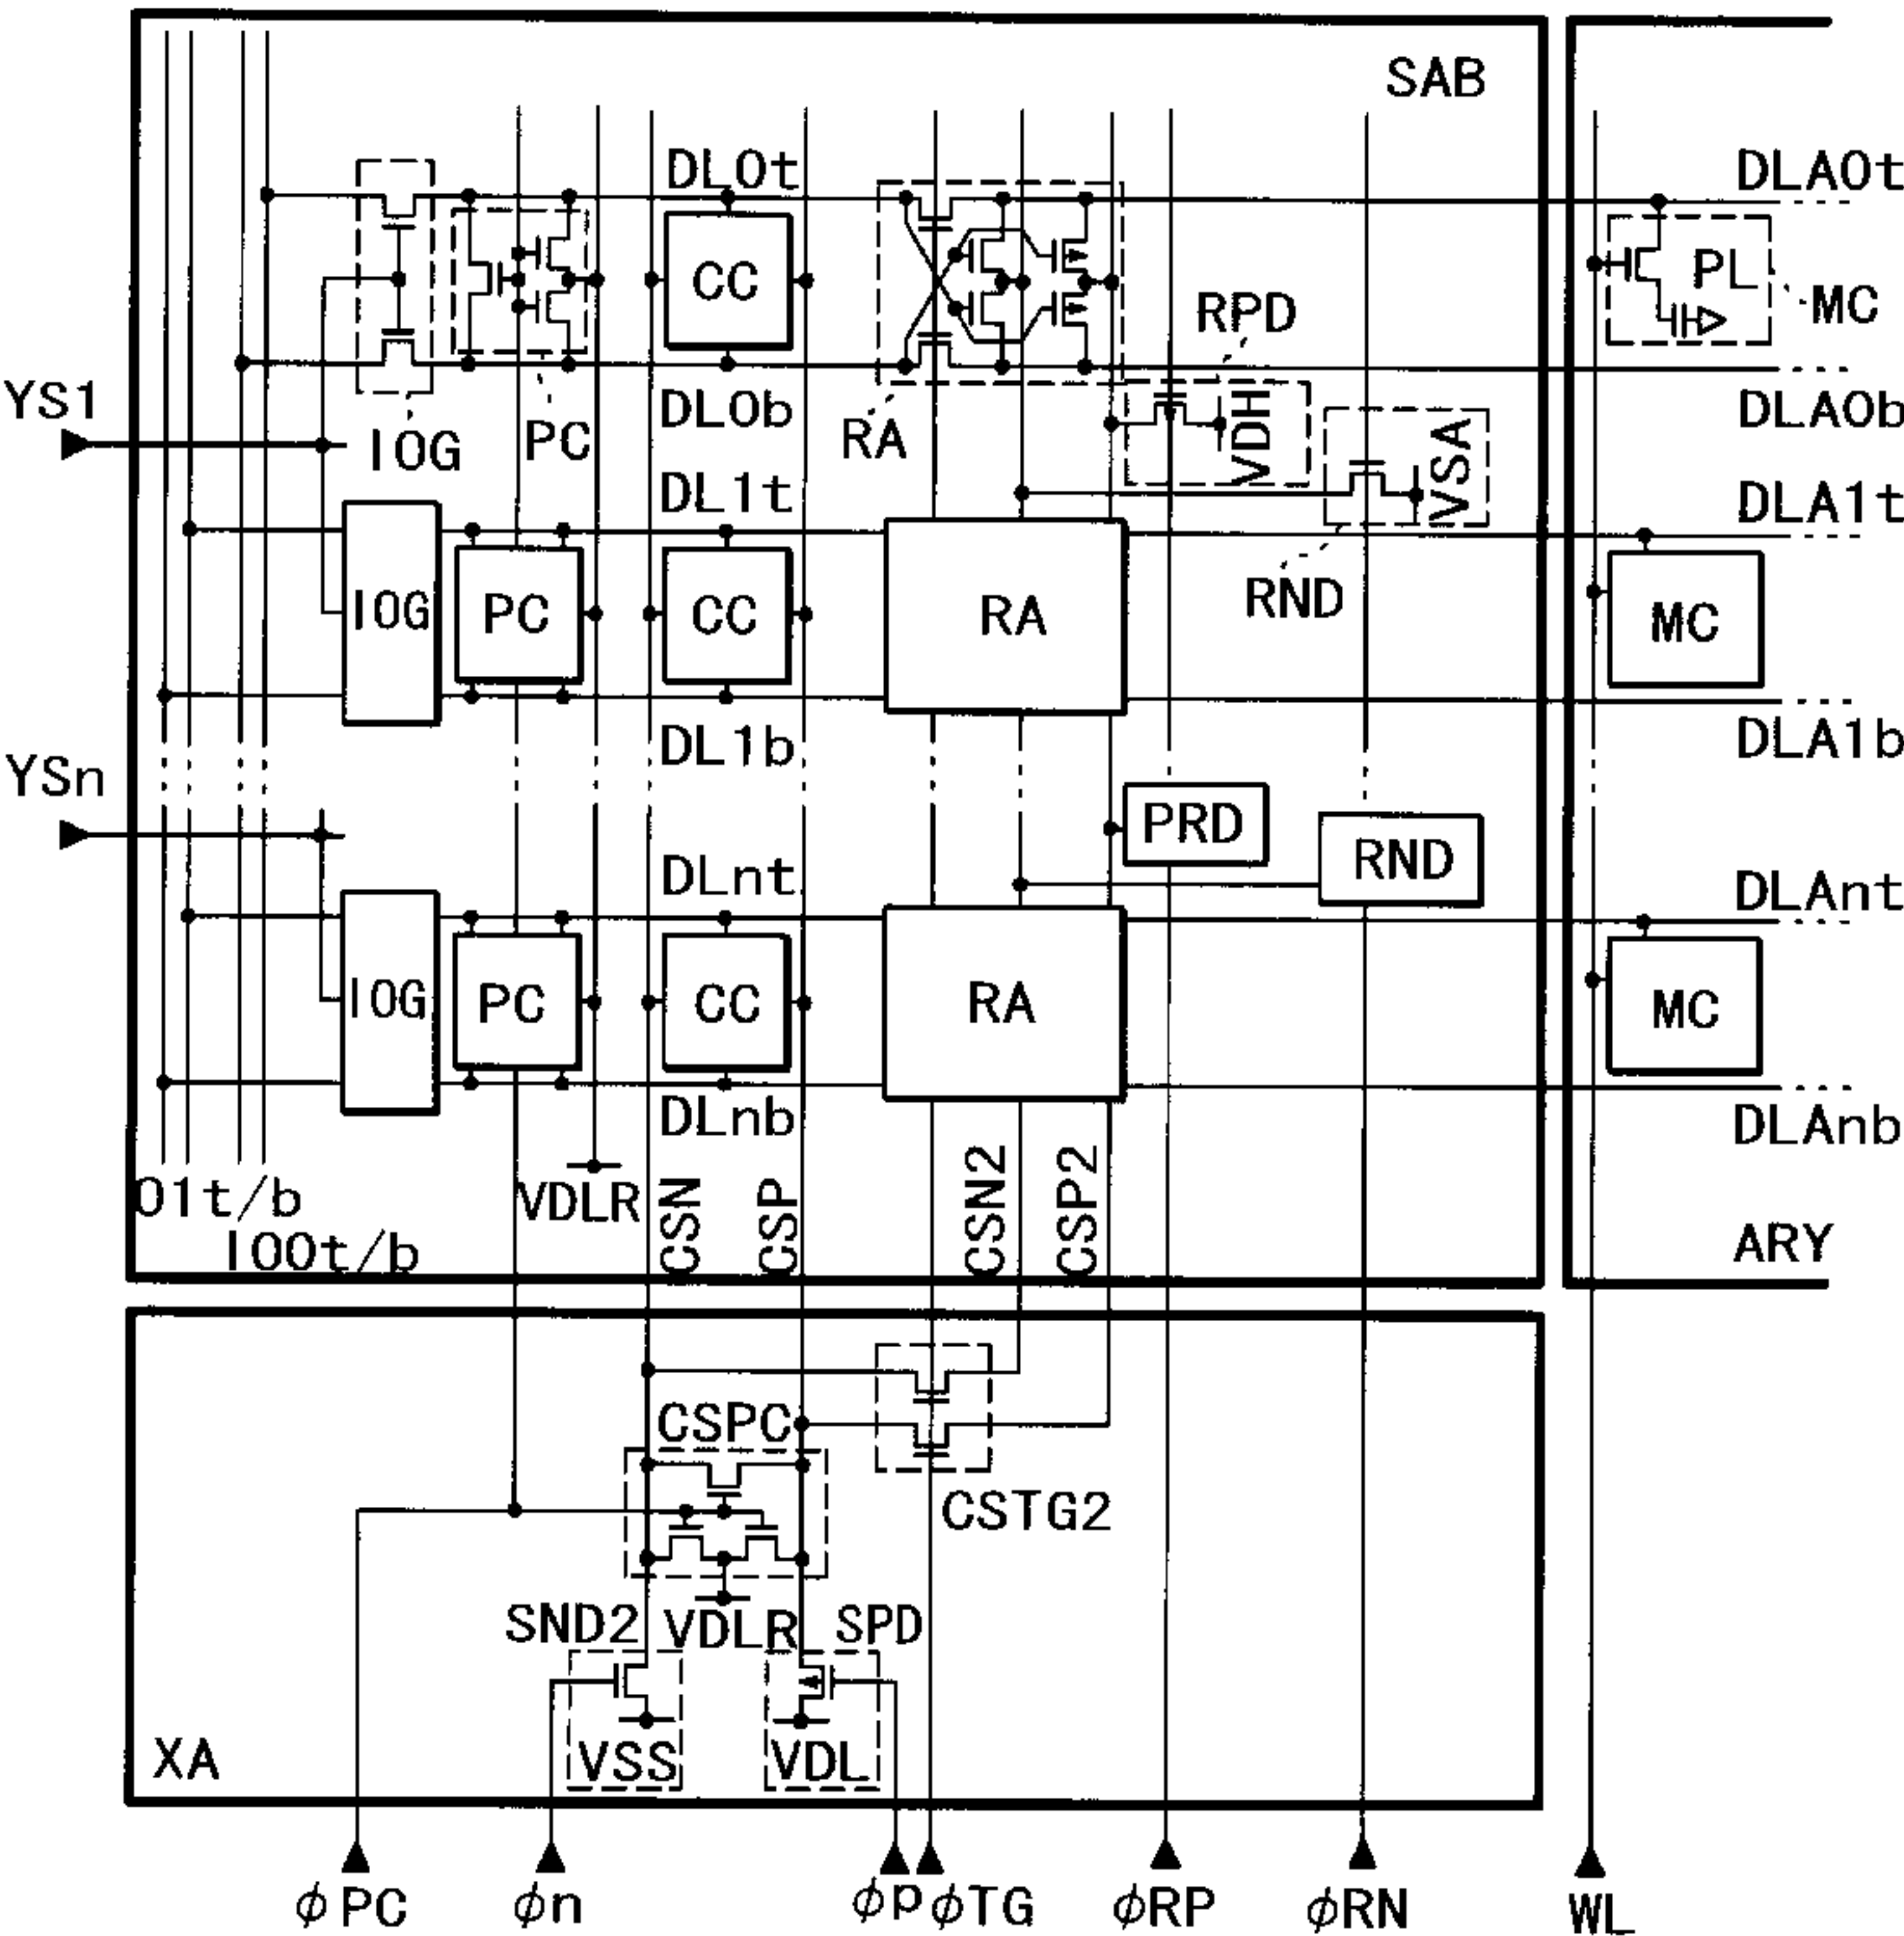 SAB
DL0t
DLA0t
CC
PL
MC
RPD
YS1
DL0b
VDH
DLA0b
IOG
PC
RA
VSA
DL1t
DLA1t
IOG
PC
CC
RA
RND
MC
DL1b
DLA1b
YSn
PRD
RND
DLnt
DLAnt
IOG
PC
CC
RA
MC
DLnb
DLAnb
O1t/b
VDLR
CSN
CSP
CSN2
CSP2
IO0t/b
ARY
CSPC
CSTG2
SND2
VDLR
SPD
XA
VSS
VDL
φPC
φn
φp
φTG
φRP
φRN
WL